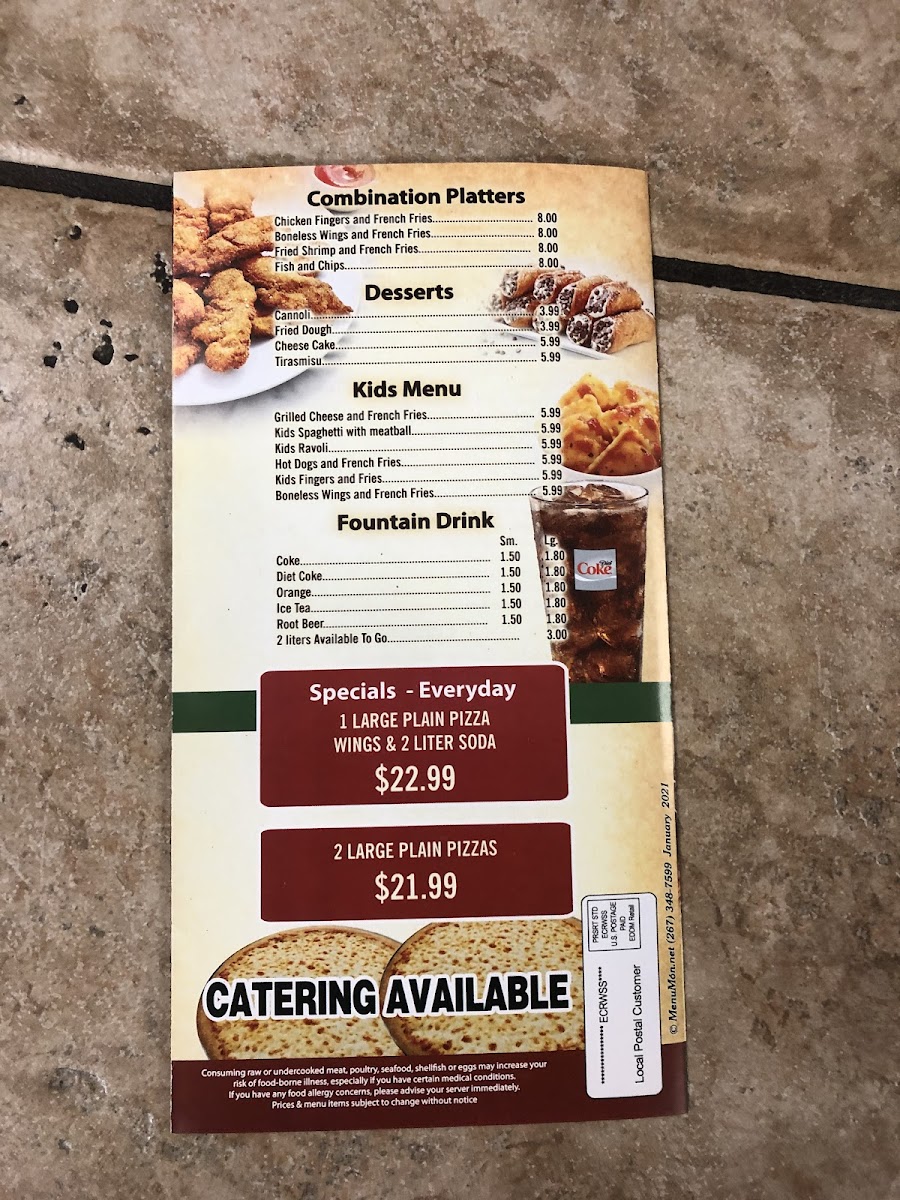 Combination Platters
Chicken Fingers and French Fries 8.00
Boneless Wings and French Fries 8.00
Fried Shrimp and French Fries 8.00
Fish and Chips 8.00
Desserts
Cannoli 3.99
Fried Dough 3.99
Cheese Cake 5.99
Tirasmisu 5.99
Kids Menu
Grilled Cheese and French Fries 5.99
Kids Spaghetti with meatball 5.99
Kids Ravoli 5.99
Hot Dogs and French Fries 5.99
Kids Fingers and Fries 5.99
Boneless Wings and French Fries 5.99
Fountain Drink
Sm. Lg.
Coke 1.50 1.80
Diet Coke 1.50 1.80
Orange 1.50 1.80
Ice Tea 1.50 1.80
Root Beer 1.50 1.80
2 liters Available To Go 3.00
Diet
Coke
Specials - Everyday
1 LARGE PLAIN PIZZA
WINGS & 2 LITER SODA
$22.99
2 LARGE PLAIN PIZZAS
$21.99
CATERING AVAILABLE
PRSRT STD
ECRWSS
U.S. POSTAGE
PAID
EDDM Retail
****************** ECRWSS****
Local Postal Customer
© MenuMon.net (267) 348-7599 January 2021
Consuming raw or undercooked meat, poultry, seafood, shellfish or eggs may increase your
risk of food-borne illness, especially if you have certain medical conditions.
If you have any food allergy concerns, please advise your server immediately.
Prices & menu items subject to change without notice